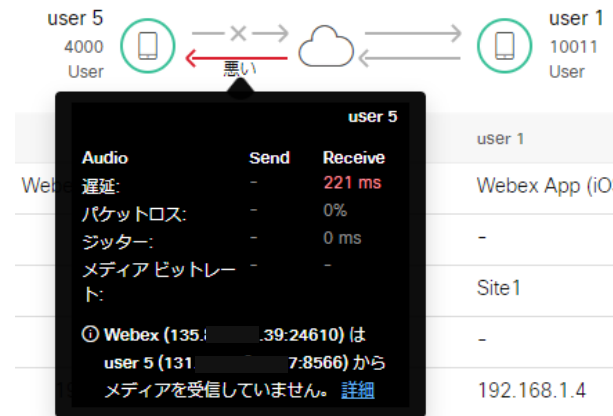 user 5
4000
User
悪い
user 1
10011
User
user 5
Audio Send Receive
遅延: - 221 ms
パケットロス: - 0%
ジッター: - 0 ms
メディア ビットレー - -
ト:
Webex (135. .39:24610) は
user 5 (131. 7:8566) から
メディアを受信していません。 詳細
user 1
Webex App (iO
-
Site1
-
192.168.1.4